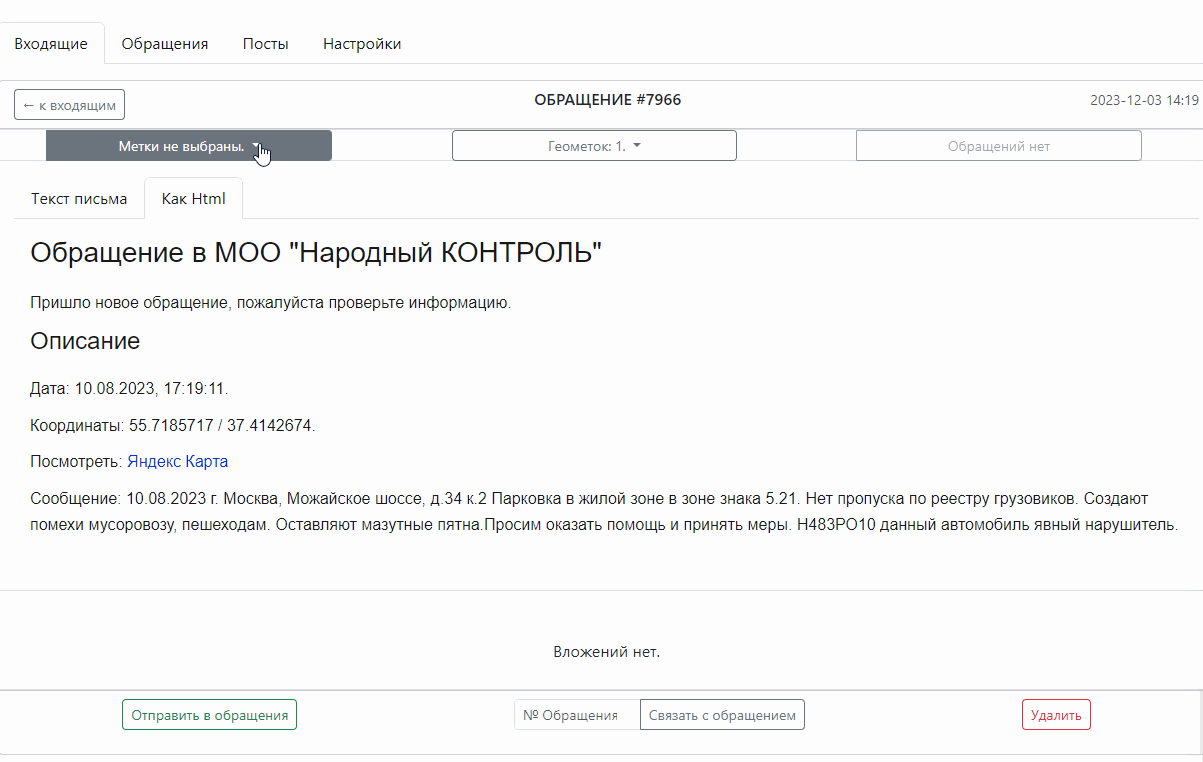 Входящие Обращения Посты Настройки
← к входящим ОБРАЩЕНИЕ #7966 2023-12-03 14:19
Метки не выбраны. Геометок: 1. Обращений нет
Текст письма Как Html
Обращение в МОО "Народный КОНТРОЛЬ"
Пришло новое обращение, пожалуйста проверьте информацию.
Описание
Дата: 10.08.2023, 17:19:11.
Координаты: 55.7185717 / 37.4142674.
Посмотреть: Яндекс Карта
Сообщение: 10.08.2023 г. Москва, Можайское шоссе, д.34 к.2 Парковка в жилой зоне в зоне знака 5.21. Нет пропуска по реестру грузовиков. Создают
помехи мусоровозу, пешеходам. Оставляют мазутные пятна.Просим оказать помощь и принять меры. Н483РО10 данный автомобиль явный нарушитель.
Вложений нет.
Отправить в обращения № Обращения Связать с обращением Удалить